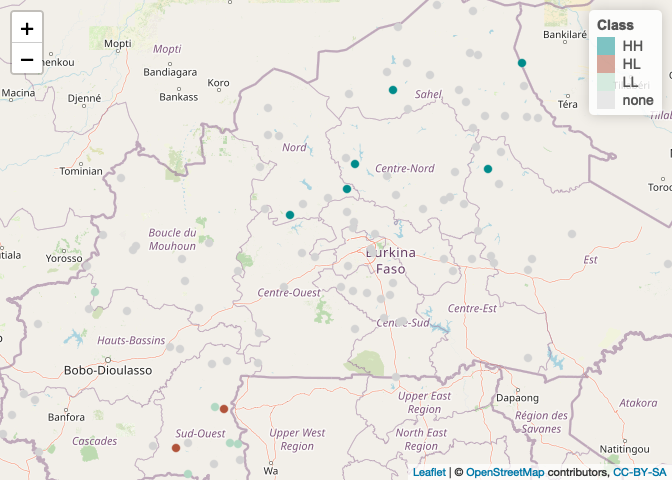 +
−
Class
HH
HL
LL
none
Bankilaré
Mopti
Mopti
Bandiagara
Koro
Bankass
Djenné
Macina
Tominian
Sahel
Téra
Nord
Centre-Nord
Boucle du
Mouhoun
Yorosso
Burkina
Faso
Est
Centre-Ouest
Centre-Est
Centre-Sud
Hauts-Bassins
Bobo-Dioulasso
Banfora
Cascades
Sud-Ouest
Upper West
Region
Wa
Upper East
Region
North East
Region
Dapaong
Région des
Savanes
Atakora
Natitingou
Leaflet | © OpenStreetMap contributors, CC-BY-SA